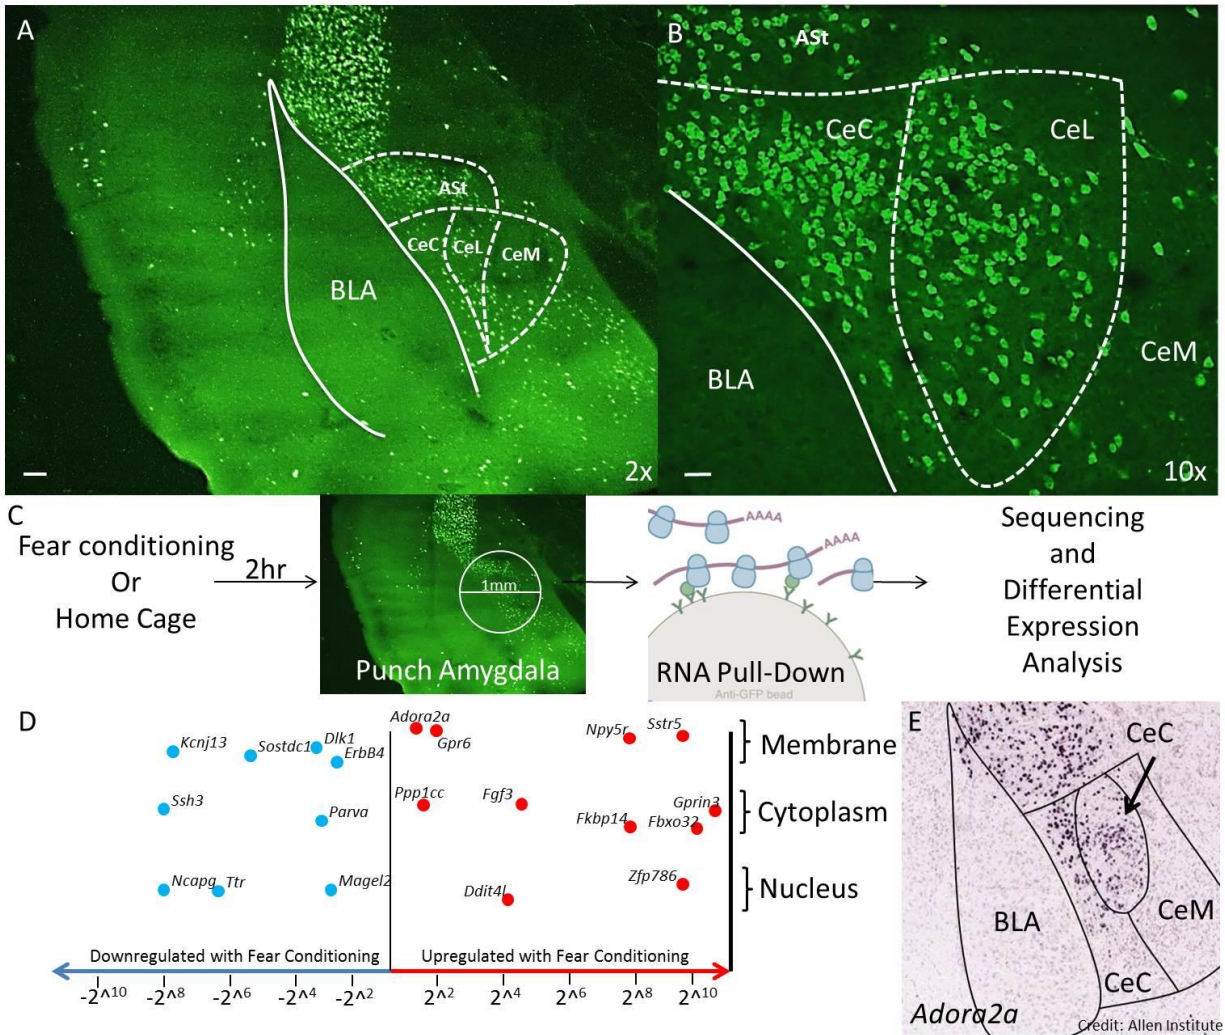 A
ASt
CeC
CeL
CeM
BLA
2x
B
ASt
CeC
CeL
BLA
CeM
10x
C
Fear conditioning
Or
Home Cage
2hr
1mm
Punch Amygdala
AAAA
AAAA
RNA Pull-Down
Anti-GFP bead
Sequencing
and
Differential
Expression
Analysis
D
Kcnj13
Sostdc1
Dlk1
ErbB4
Adora2a
Gpr6
Npy5r
Sstr5
Membrane
Ssh3
Parva
Ppp1cc
Fgf3
Fkbp14
Gprin3
Fbxo32
Cytoplasm
Ncapg
Ttr
Magel2
Ddit4l
Zfp786
Nucleus
Downregulated with Fear Conditioning
Upregulated with Fear Conditioning
-2^10 -2^8 -2^6 -2^4 -2^2 2^2 2^4 2^6 2^8 2^10
E
CeC
BLA
CeM
CeC
Adora2a
Credit: Allen Institute